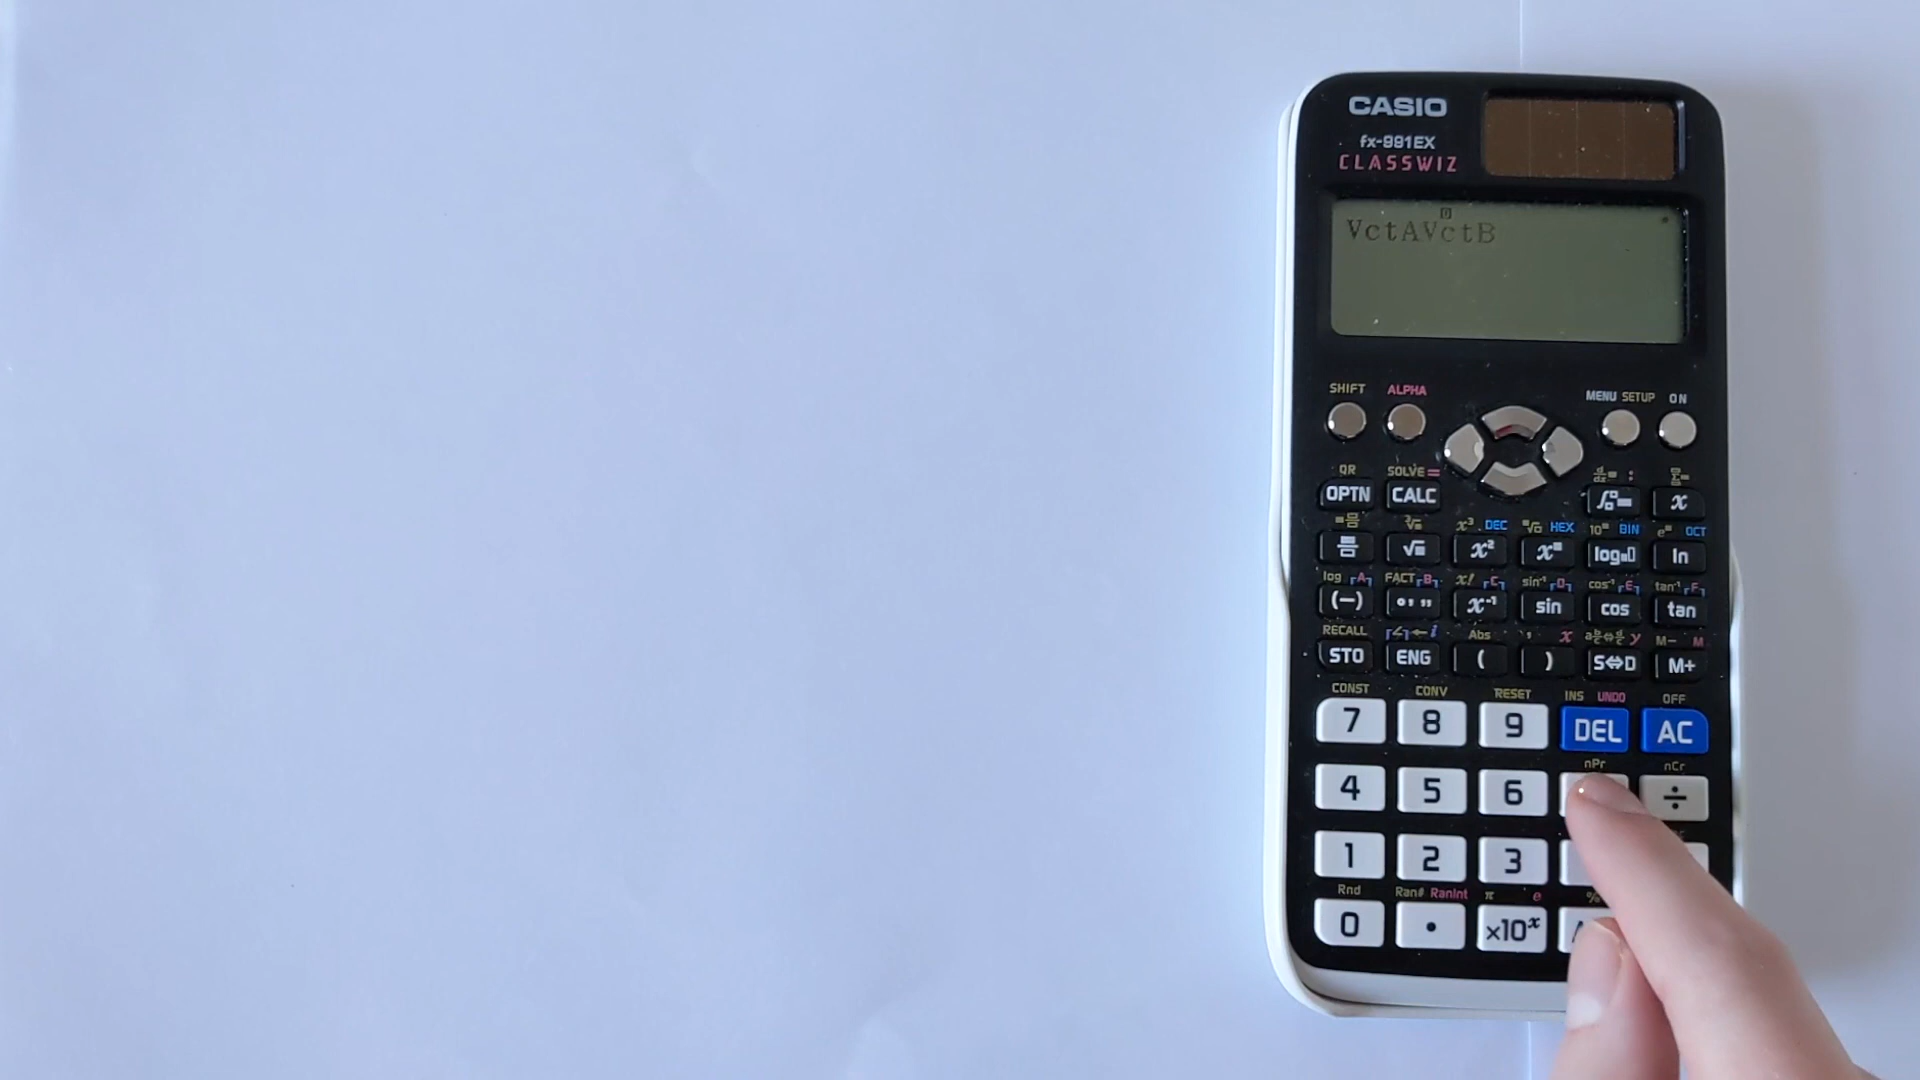 CASIO
fx-991EX
CLASSWIZ
D
VctAVctB
SHIFT ALPHA MENU SETUP ON
QR SOLVE =
OPTN CALC x
x³ DEC HEX 10 BIN e OCT
x² ln
log A FACT B x! C sin⁻¹ D cos⁻¹ E tan⁻¹ F
(−) x⁻¹ sin cos tan
RECALL ∠ i Abs , x y M− M
STO ENG ( ) S⇔D M+
CONST CONV RESET INS UNDO OFF
7 8 9 DEL AC
nPr nCr
4 5 6 ÷
1 2 3
Rnd Ran# RanInt π e %
0 • ×10ˣ